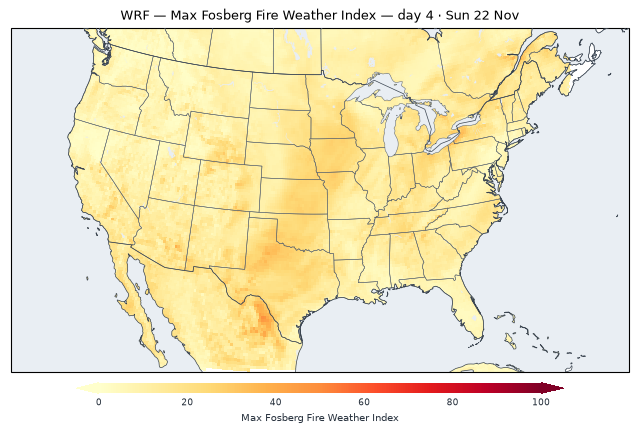 WRF — Max Fosberg Fire Weather Index — day 4 · Sun 22 Nov
0 20 40 60 80 100
Max Fosberg Fire Weather Index